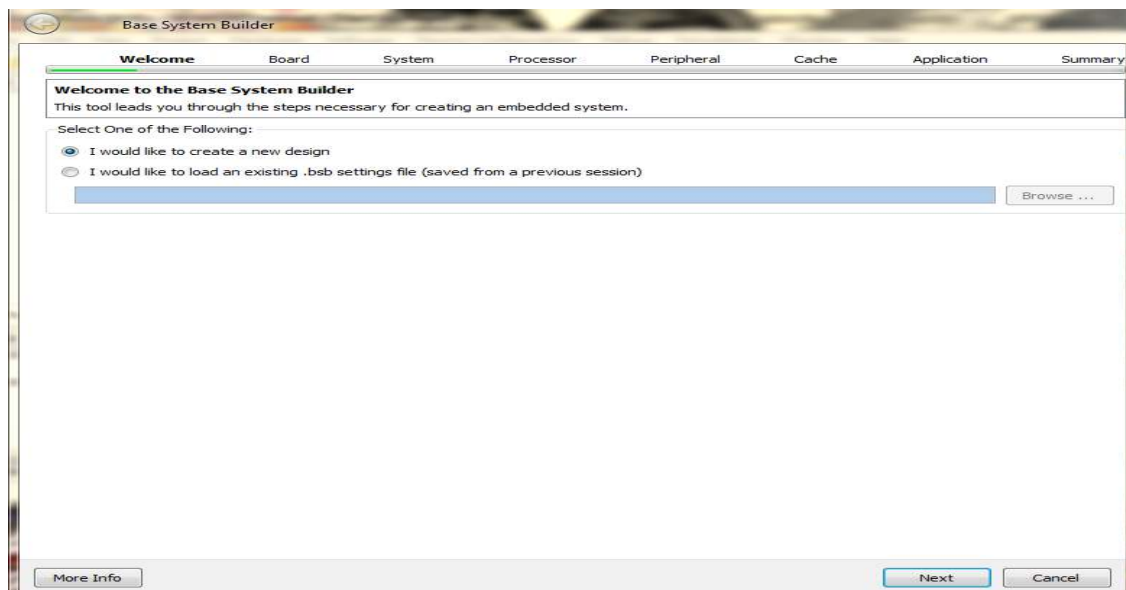 Base System Builder
Welcome Board System Processor Peripheral Cache Application Summary
Welcome to the Base System Builder
This tool leads you through the steps necessary for creating an embedded system.
Select One of the Following:
I would like to create a new design
I would like to load an existing .bsb settings file (saved from a previous session)
Browse ...
More Info Next Cancel